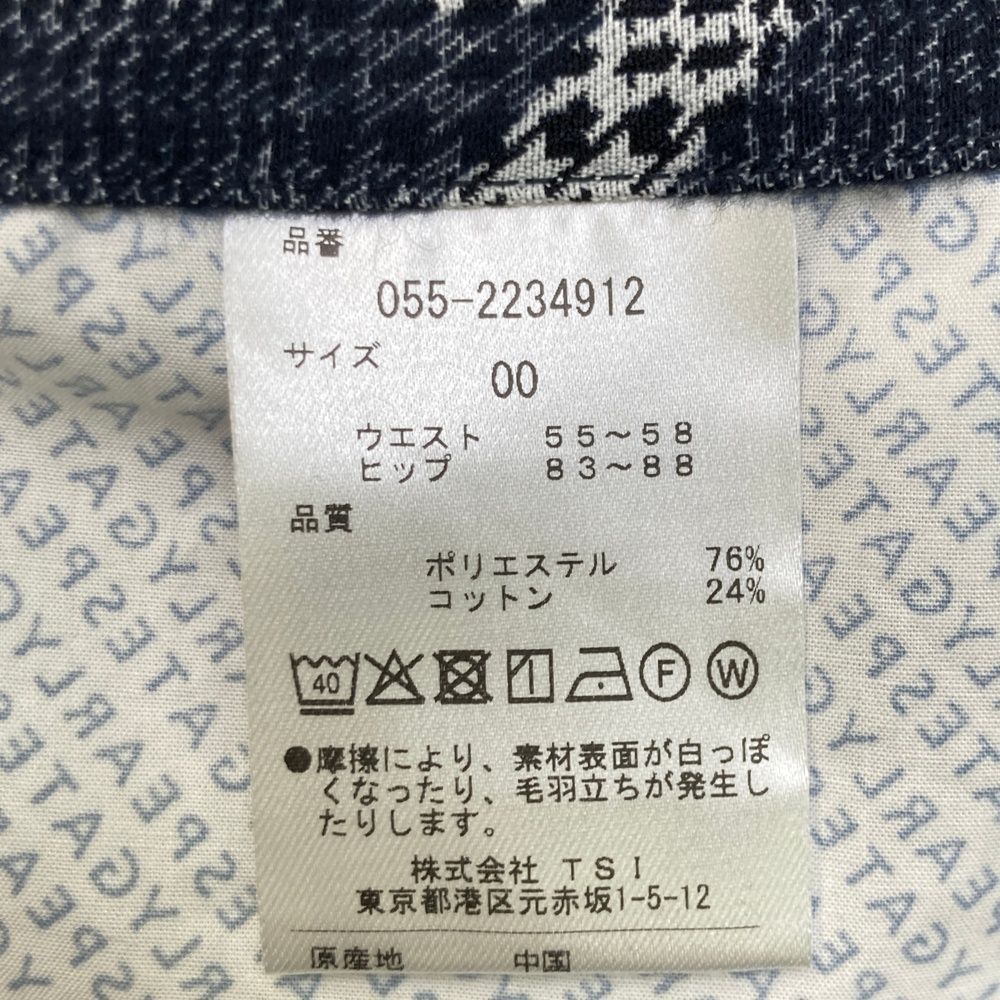 品番
055-2234912
サイズ
00
ウエスト 55～58
ヒップ 83～88
品質
ポリエステル 76%
コットン 24%
40
F W
●摩擦により、素材表面が白っぽ
くなったり、毛羽立ちが発生し
たりします。
株式会社 TSI
東京都港区元赤坂1-5-12
原産地 中国